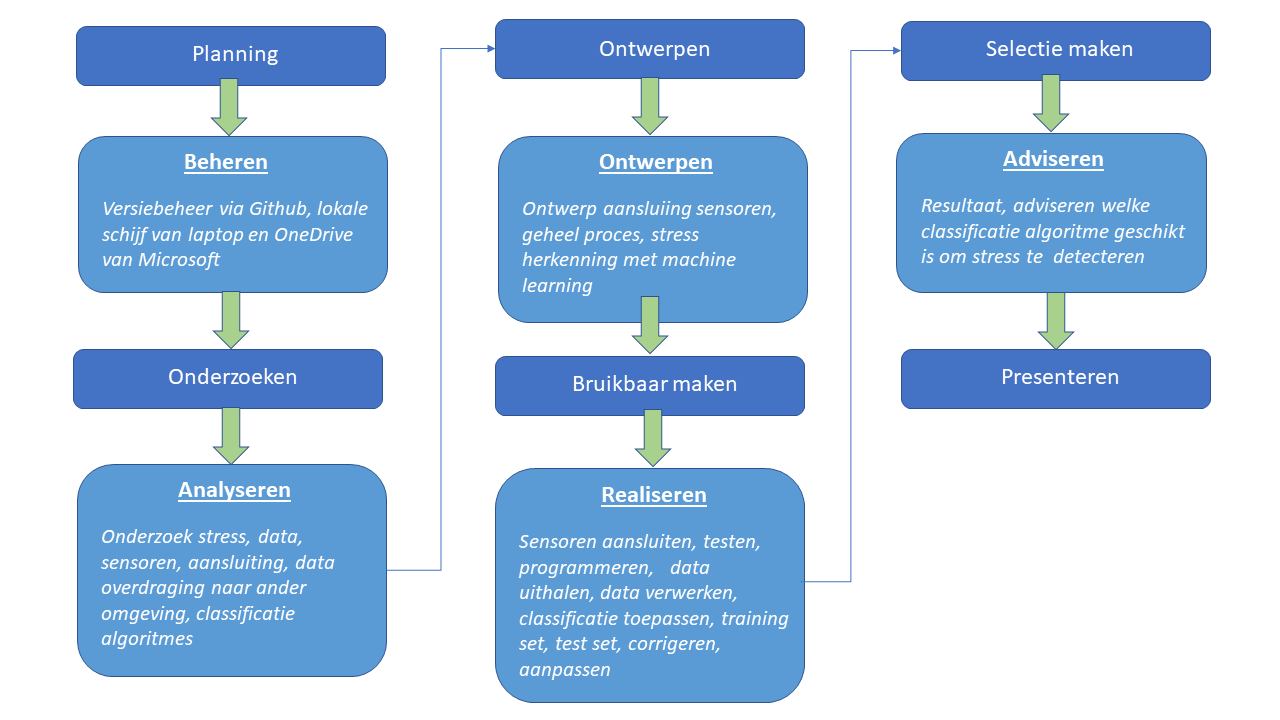 Planning
Beheren
Versiebeheer via Github, lokale
schijf van laptop en OneDrive
van Microsoft
Onderzoeken
Analyseren
Onderzoek stress, data,
sensoren, aansluiting, data
overdraging naar ander
omgeving, classificatie
algoritmes
Ontwerpen
Ontwerpen
Ontwerp aansluiing sensoren,
geheel proces, stress
herkenning met machine
learning
Bruikbaar maken
Realiseren
Sensoren aansluiten, testen,
programmeren, data
uithalen, data verwerken,
classificatie toepassen, training
set, test set, corrigeren,
aanpassen
Selectie maken
Adviseren
Resultaat, adviseren welke
classificatie algoritme geschikt
is om stress te detecteren
Presenteren